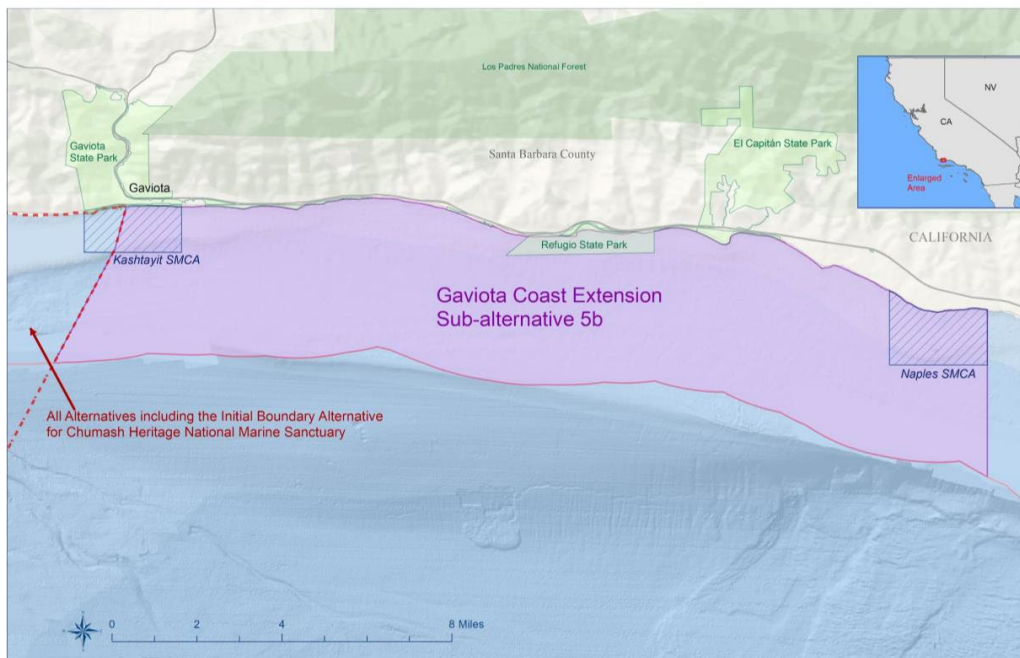 Los Padres National Forest
NV
CA
Gaviota
State Park
El Capitán State Park
Santa Barbara County
Enlarged
Area
Gaviota
CALIFORNIA
Refugio State Park
Kashtayit SMCA
Gaviota Coast Extension
Sub-alternative 5b
Naples SMCA
All Alternatives including the Initial Boundary Alternative
for Chumash Heritage National Marine Sanctuary
0 2 4 8 Miles